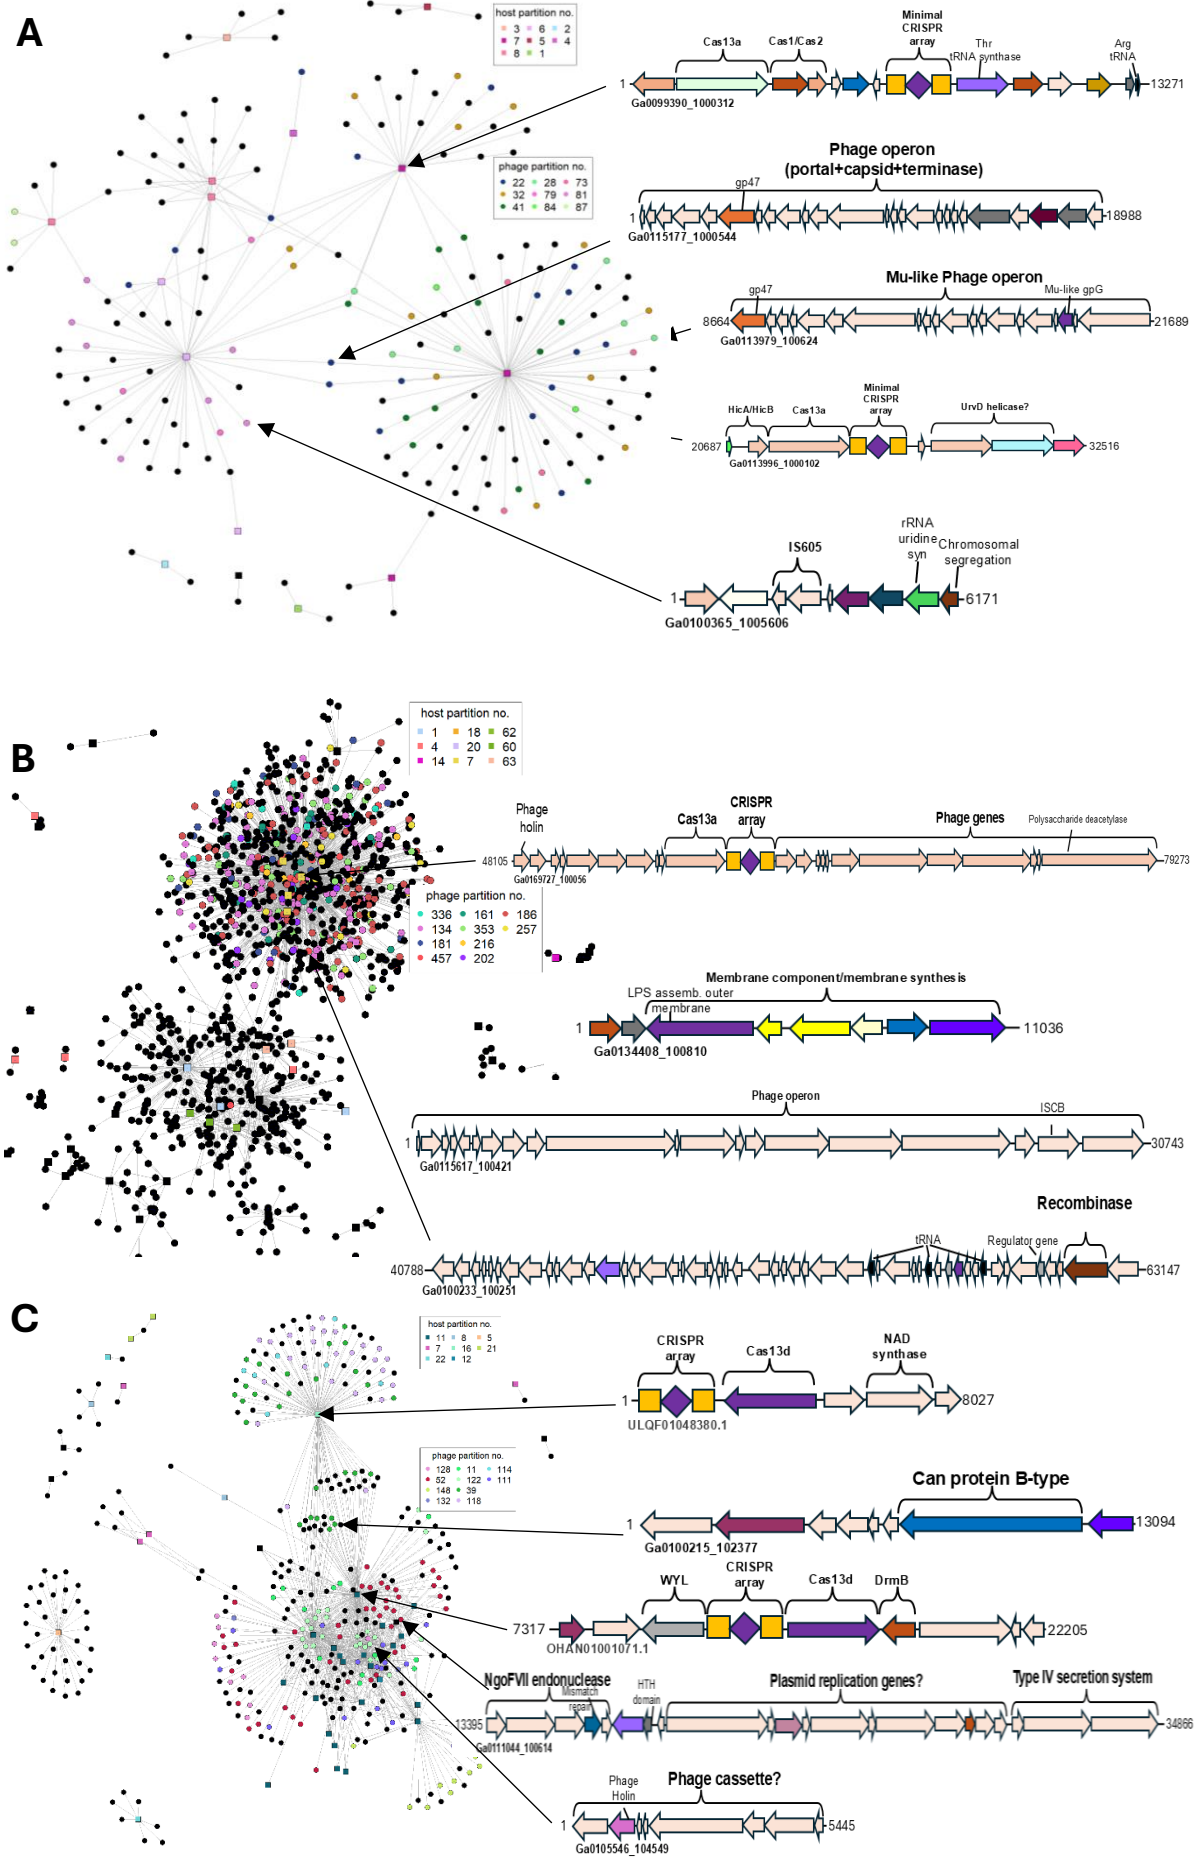 A
host partition no.
3 6 2
7 5 4
8 1
phage partition no.
22 28 73
32 79 81
41 84 87
Cas13a
Cas1/Cas2
Minimal
CRISPR
array
Thr
tRNA synthase
Arg
tRNA
1
13271
Ga0099390_1000312
Phage operon
(portal+capsid+terminase)
gp47
1
18988
Ga0115177_1000544
Mu-like Phage operon
gp47
Mu-like gpG
8664
21689
Ga0113979_100624
HicA/HicB
Cas13a
Minimal
CRISPR
array
UrvD helicase?
20687
32516
Ga0113996_1000102
IS605
rRNA
uridine
syn
Chromosomal
segregation
1
6171
Ga0100365_1005606
B
host partition no.
1 18 62
4 20 60
14 7 63
phage partition no.
336 161 186
134 353 257
181 216
457 202
Phage
holin
Cas13a
CRISPR
array
Phage genes
Polysaccharide deacetylase
48105
79273
Ga0169727_100056
Membrane component/membrane synthesis
LPS assemb. outer
membrane
1
11036
Ga0134408_100810
Phage operon
ISCB
1
30743
Ga0115617_100421
Recombinase
tRNA
Regulator gene
40788
63147
Ga0100233_100251
C
host partition no.
11 8 5
7 16 21
22 12
phage partition no.
128 11 114
52 122 111
148 39
132 118
CRISPR
array
Cas13d
NAD
synthase
1
8027
ULQF01048380.1
Can protein B-type
1
13094
Ga0100215_102377
WYL
CRISPR
array
Cas13d
DrmB
7317
22205
OHAN01001071.1
NgoFVII endonuclease
Mismatch
repair
HTH
domain
Plasmid replication genes?
Type IV secretion system
13395
34866
Ga0111044_100614
Phage cassette?
Phage
Holin
1
5445
Ga0105546_104549